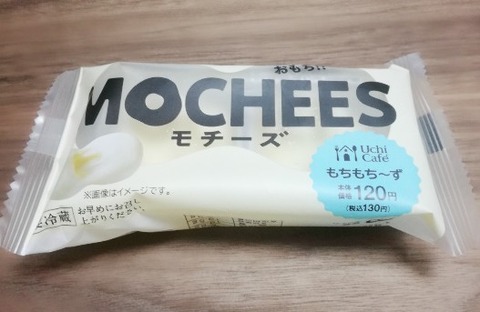 おもち
MOCHEES
モチーズ
Uchi
Café
もちもち〜ず
本体
価格
120円
(税込130円)
※画像はイメージです。
冷蔵
お早めにお召し
上がりください。